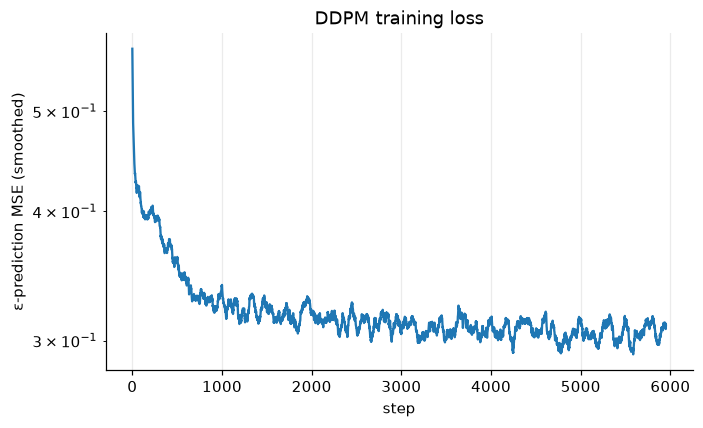 DDPM training loss
ε-prediction MSE (smoothed)
5 × 10⁻¹
4 × 10⁻¹
3 × 10⁻¹
0 1000 2000 3000 4000 5000 6000
step